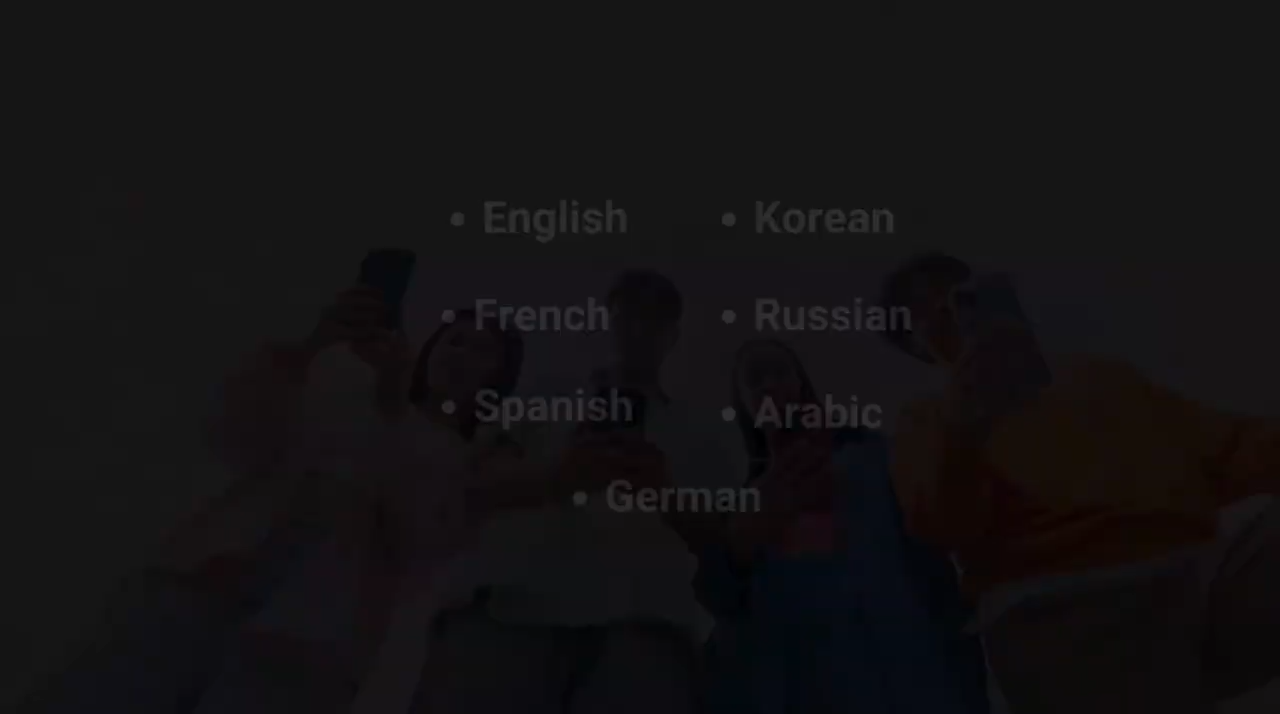 • English
• Korean
• French
• Russian
• Spanish
• Arabic
• German